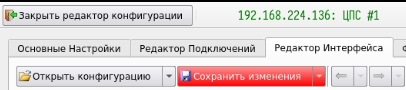 Закрыть редактор конфигурации 192.168.224.136: ЦПС #1
Основные Настройки Редактор Подключений Редактор Интерфейса
Открыть конфигурацию Сохранить изменения